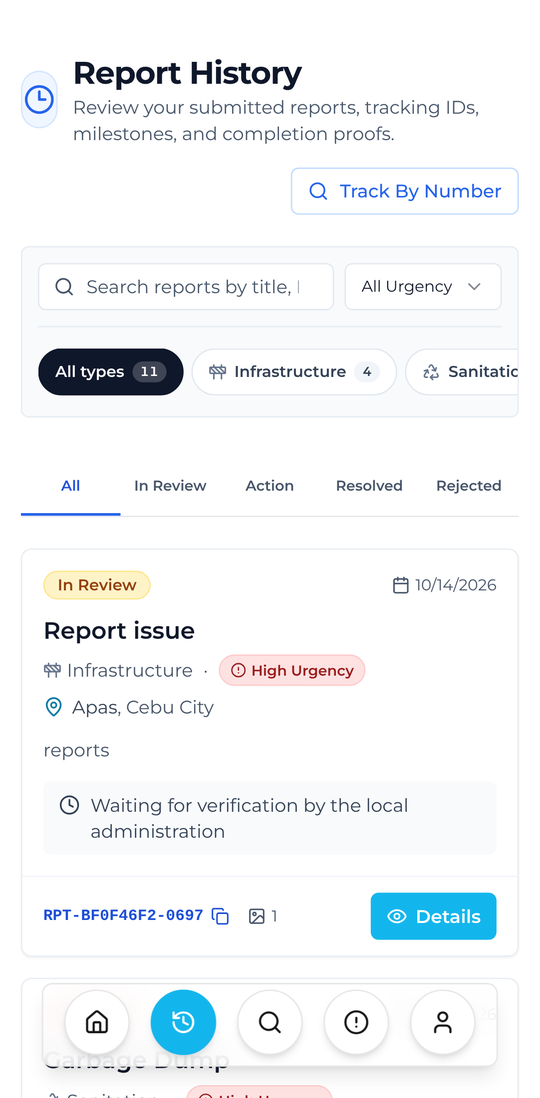 Report History
Review your submitted reports, tracking IDs,
milestones, and completion proofs.
Track By Number
Search reports by title,
All Urgency
All types 11
Infrastructure 4
Sanitatic
All
In Review
Action
Resolved
Rejected
In Review
10/14/2026
Report issue
Infrastructure · High Urgency
Apas, Cebu City
reports
Waiting for verification by the local
administration
RPT-BF0F46F2-0697
1
Details
Garbage Dump
Sanitation